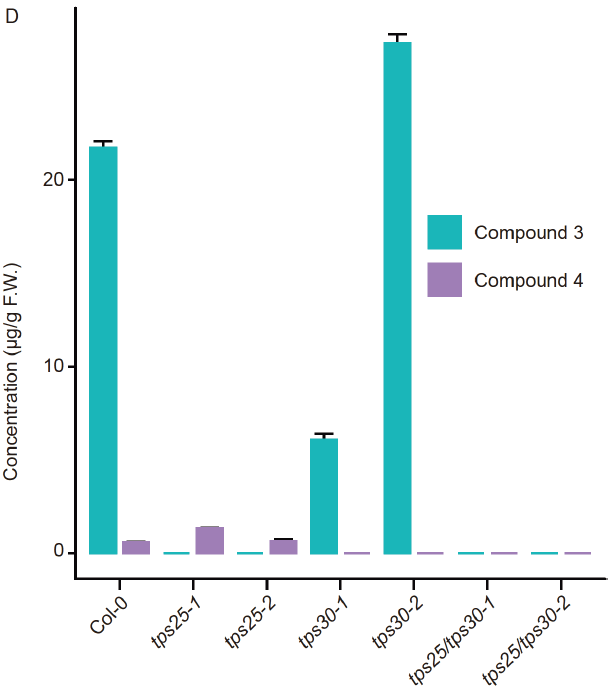 D
Concentration (μg/g F.W.)
20
10
0
Compound 3
Compound 4
Col-0
tps25-1
tps25-2
tps30-1
tps30-2
tps25/tps30-1
tps25/tps30-2